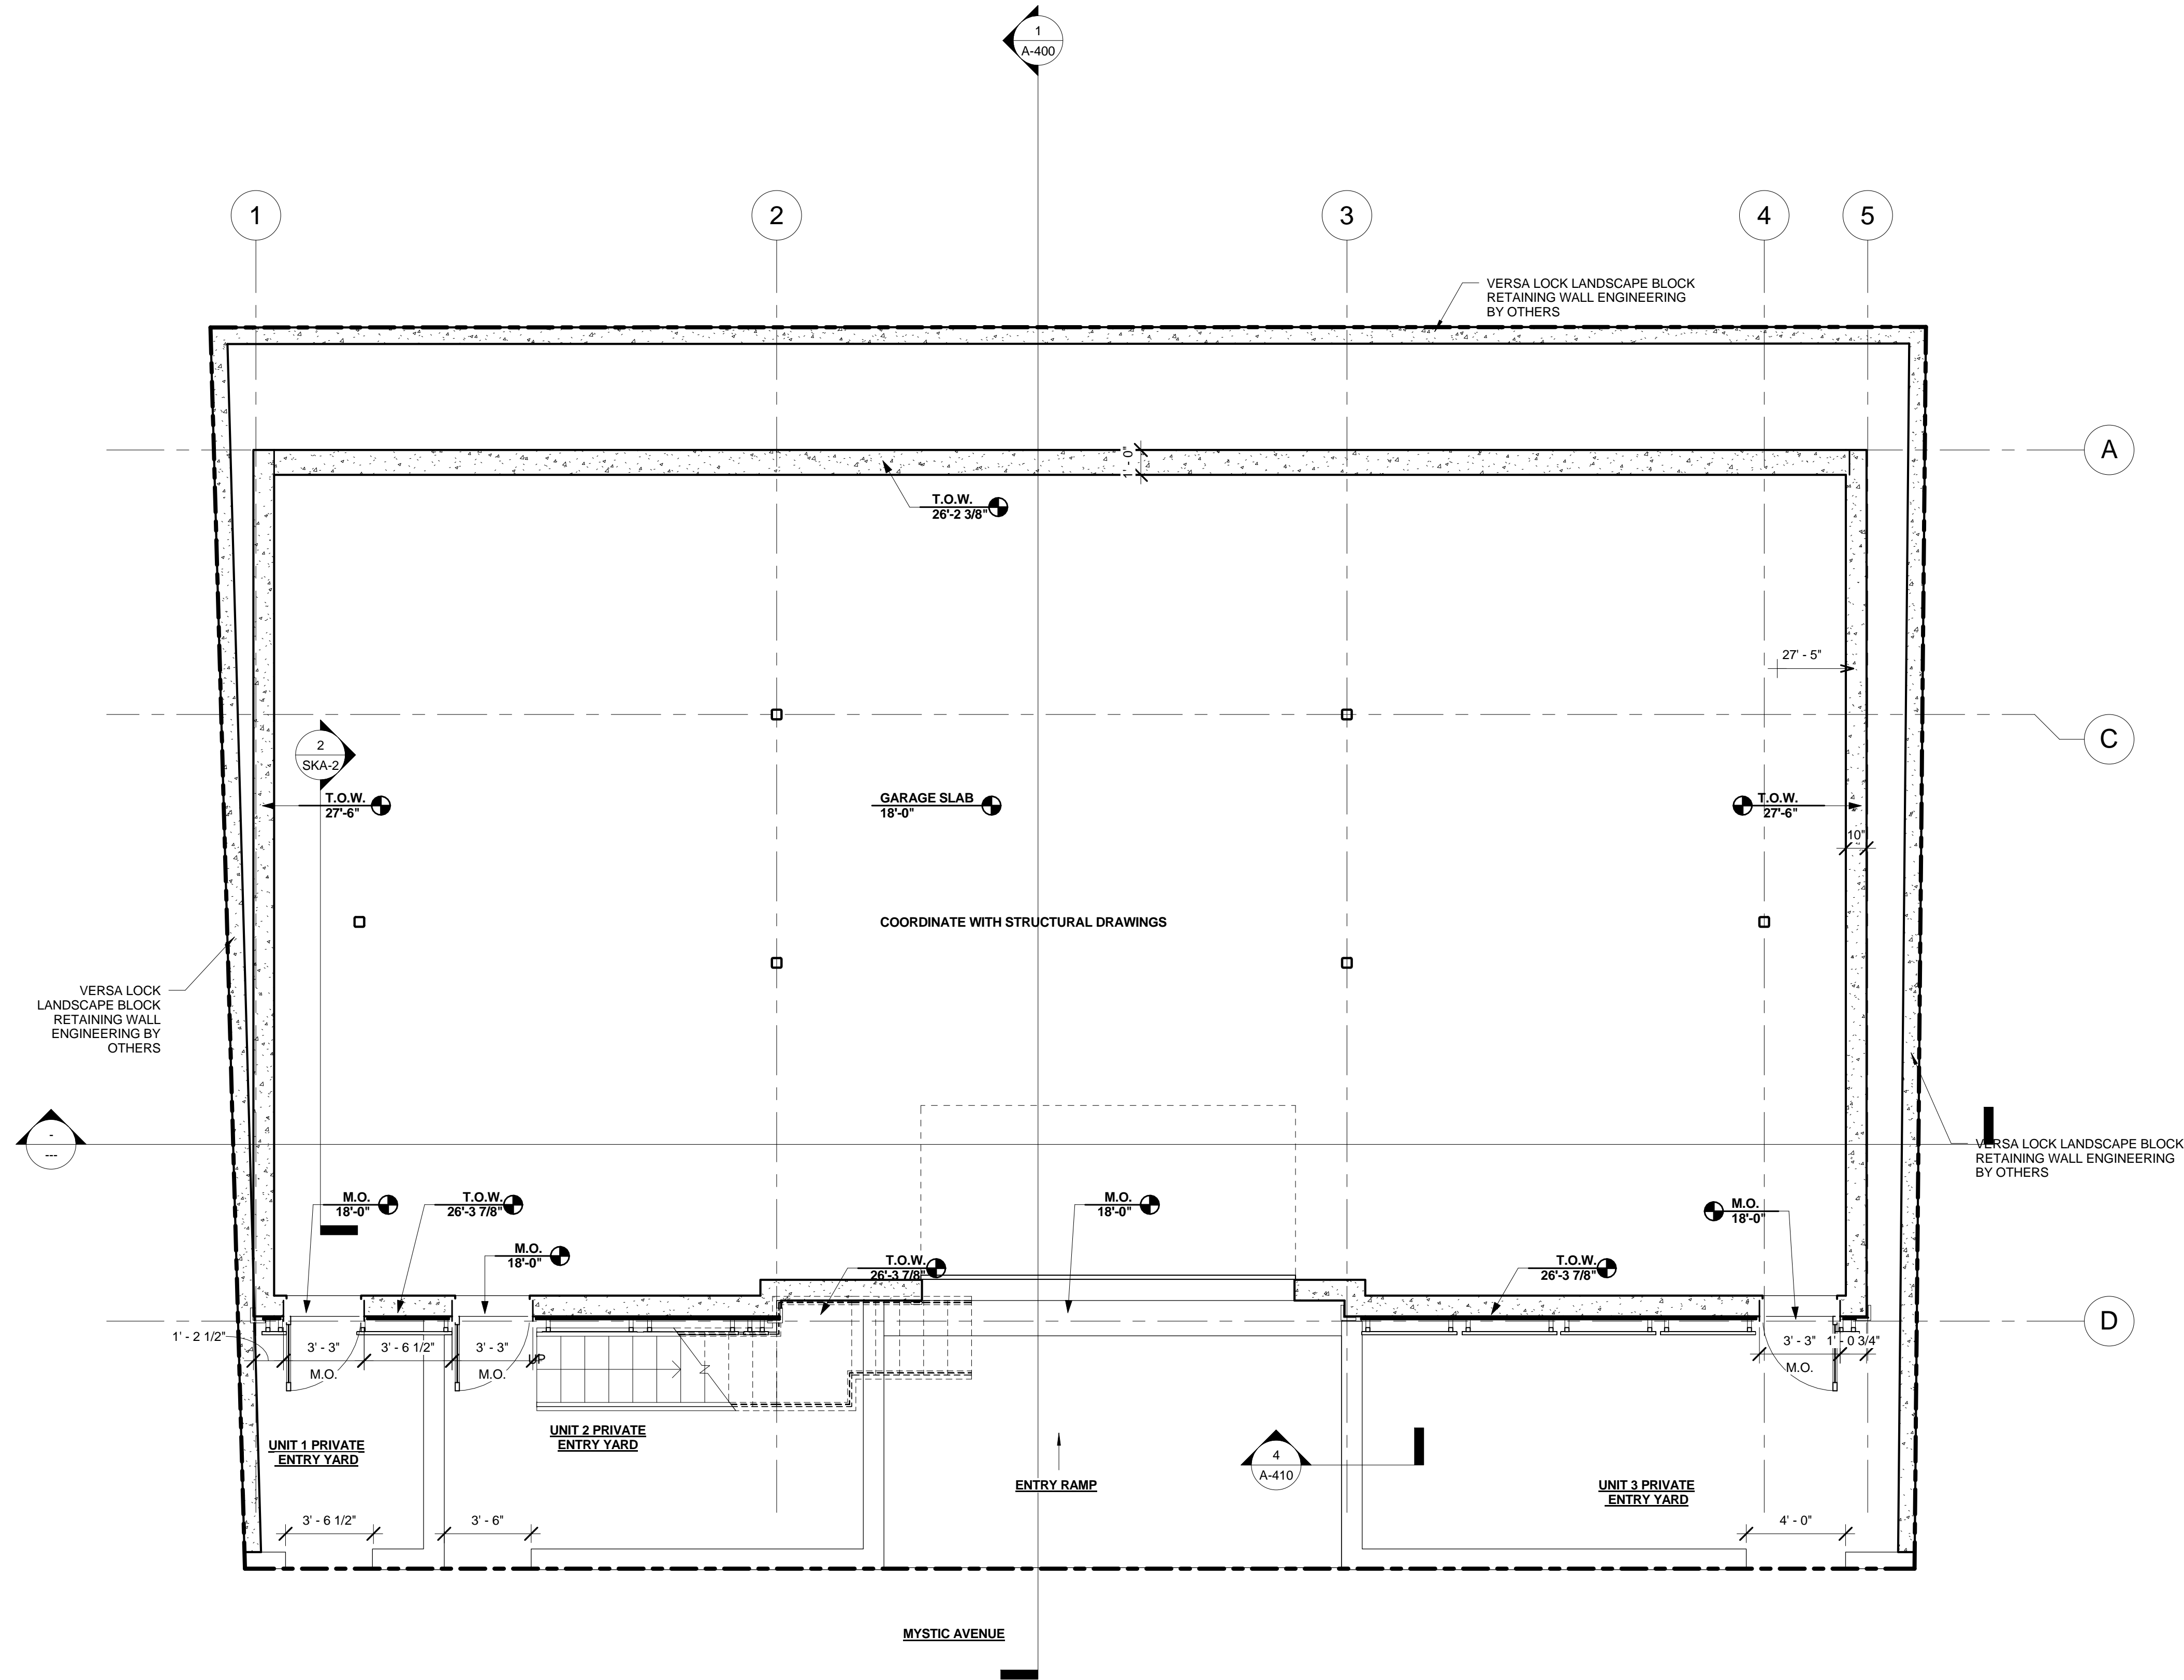 1
A-400
1
2
3
4
5
VERSA LOCK LANDSCAPE BLOCK
RETAINING WALL ENGINEERING
BY OTHERS
A
1' - 0"
T.O.W.
26'-2 3/8"
27' - 5"
C
2
SKA-2
T.O.W.
27'-6"
GARAGE SLAB
18'-0"
T.O.W.
27'-6"
10"
COORDINATE WITH STRUCTURAL DRAWINGS
VERSA LOCK
LANDSCAPE BLOCK
RETAINING WALL
ENGINEERING BY
OTHERS
-
---
VERSA LOCK LANDSCAPE BLOCK
RETAINING WALL ENGINEERING
BY OTHERS
M.O.
18'-0"
T.O.W.
26'-3 7/8"
M.O.
18'-0"
M.O.
18'-0"
M.O.
18'-0"
T.O.W.
26'-3 7/8"
T.O.W.
26'-3 7/8"
D
1' - 2 1/2"
3' - 3"
M.O.
3' - 6 1/2"
3' - 3"
M.O.
UP
3' - 3"
M.O.
1' - 0 3/4"
UNIT 1 PRIVATE
ENTRY YARD
UNIT 2 PRIVATE
ENTRY YARD
ENTRY RAMP
4
A-410
UNIT 3 PRIVATE
ENTRY YARD
3' - 6 1/2"
3' - 6"
4' - 0"
MYSTIC AVENUE